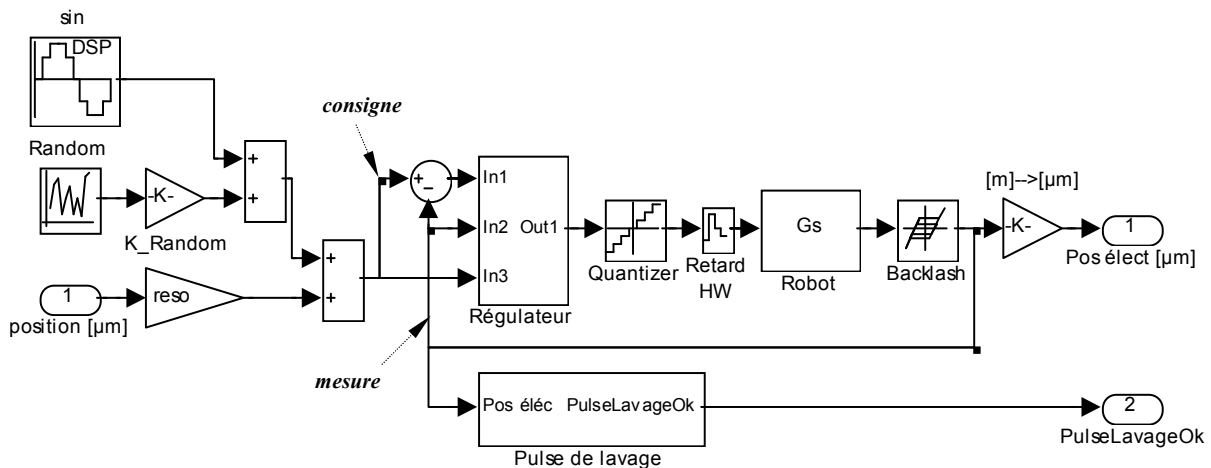 sin
DSP
consigne
Random
+
+
-K-
K_Random
+
+
1
reso
position [µm]
+
-
In1
In2 Out1
In3
Régulateur
Quantizer
Retard
HW
Gs
Robot
Backlash
[m]-->[µm]
-K-
1
Pos élect [µm]
mesure
Pos éléc PulseLavageOk
Pulse de lavage
2
PulseLavageOk